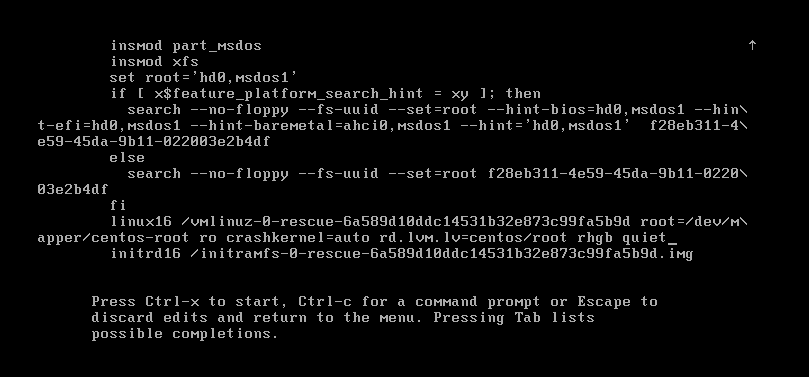 insmod part_msdos
↑
insmod xfs
set root='hd0,msdos1'
if [ x$feature_platform_search_hint = xy ]; then
search --no-floppy --fs-uuid --set=root --hint-bios=hd0,msdos1 --hin\
t-efi=hd0,msdos1 --hint-baremetal=ahci0,msdos1 --hint='hd0,msdos1'  f28eb311-4\
e59-45da-9b11-022003e2b4df
else
search --no-floppy --fs-uuid --set=root f28eb311-4e59-45da-9b11-0220\
03e2b4df
fi
linux16 /vmlinuz-0-rescue-6a589d10ddc14531b32e873c99fa5b9d root=/dev/m\
apper/centos-root ro crashkernel=auto rd.lvm.lv=centos/root rhgb quiet_
initrd16 /initramfs-0-rescue-6a589d10ddc14531b32e873c99fa5b9d.img
Press Ctrl-x to start, Ctrl-c for a command prompt or Escape to
discard edits and return to the menu. Pressing Tab lists
possible completions.